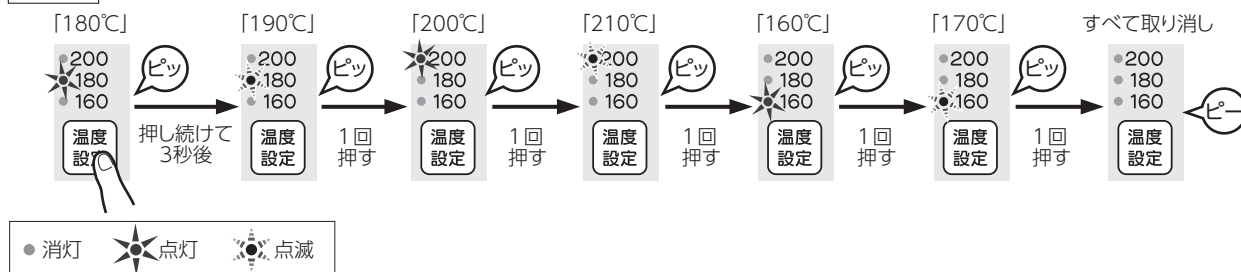 「180℃」
200
180
160
温度
設定
ピッ
押し続けて
3秒後
「190℃」
200
180
160
温度
設定
ピッ
1回
押す
「200℃」
200
180
160
温度
設定
ピッ
1回
押す
「210℃」
200
180
160
温度
設定
ピッ
1回
押す
「160℃」
200
180
160
温度
設定
ピッ
1回
押す
「170℃」
200
180
160
温度
設定
ピッ
1回
押す
すべて取り消し
200
180
160
温度
設定
ピー
消灯 点灯 点滅